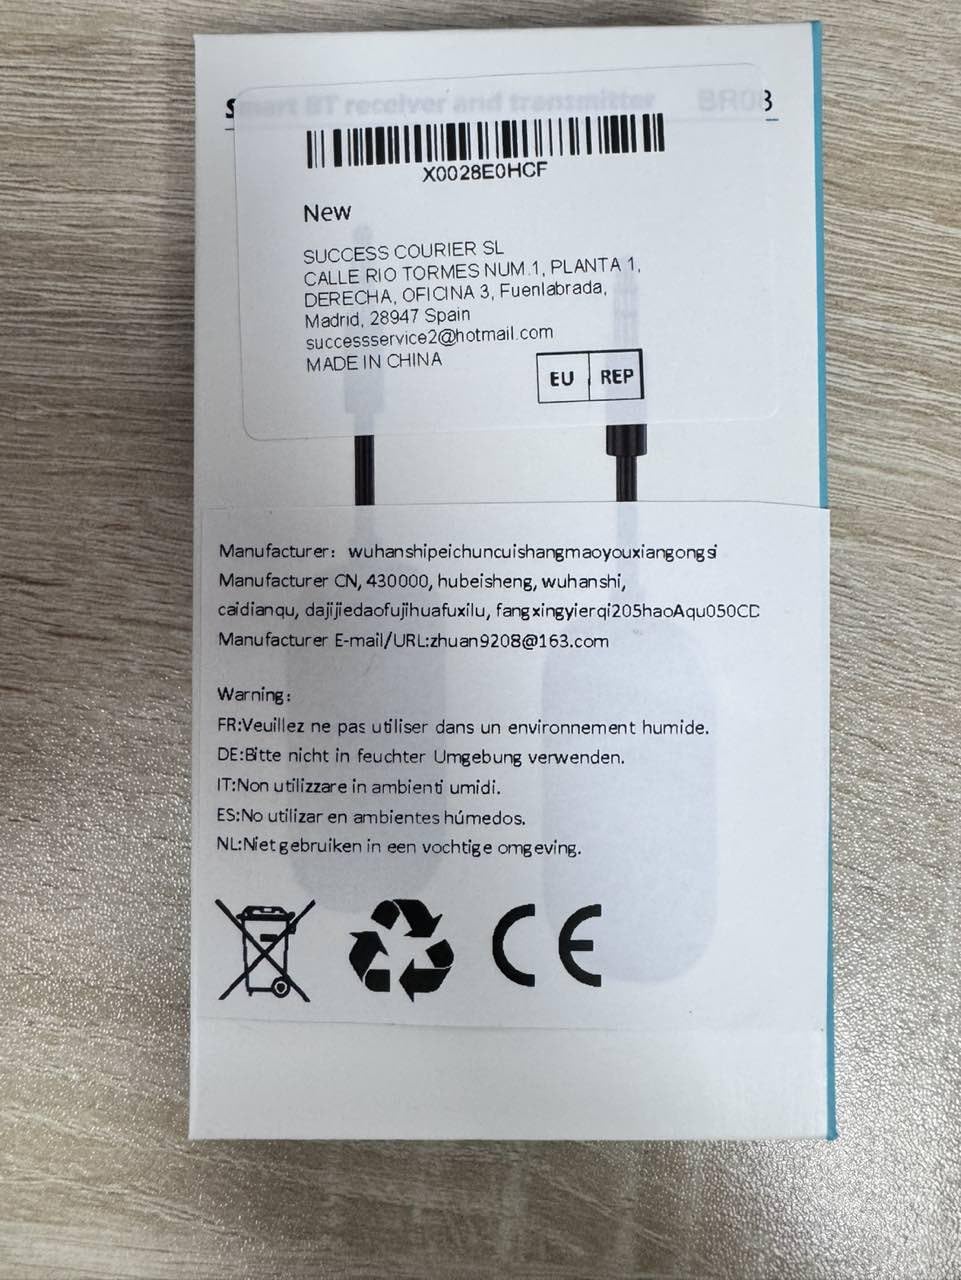 Smart BT receiver and transmitter BR08
X0028E0HCF
New
SUCCESS COURIER SL
CALLE RIO TORMES NUM.1, PLANTA 1,
DERECHA, OFICINA 3, Fuenlabrada,
Madrid, 28947 Spain
successservice2@hotmail.com
MADE IN CHINA
EU REP
Manufacturer: wuhanshipeichuncuishangmaoyouxiangongsi
Manufacturer CN, 430000, hubeisheng, wuhanshi,
caidianqu, dajijiedaofujihuafuxilu, fangxingyierqi205haoAqu050CD
Manufacturer E-mail/URL:zhuan9208@163.com
Warning:
FR:Veuillez ne pas utiliser dans un environnement humide.
DE:Bitte nicht in feuchter Umgebung verwenden.
IT:Non utilizzare in ambienti umidi.
ES:No utilizar en ambientes húmedos.
NL:Niet gebruiken in een vochtige omgeving.
CE